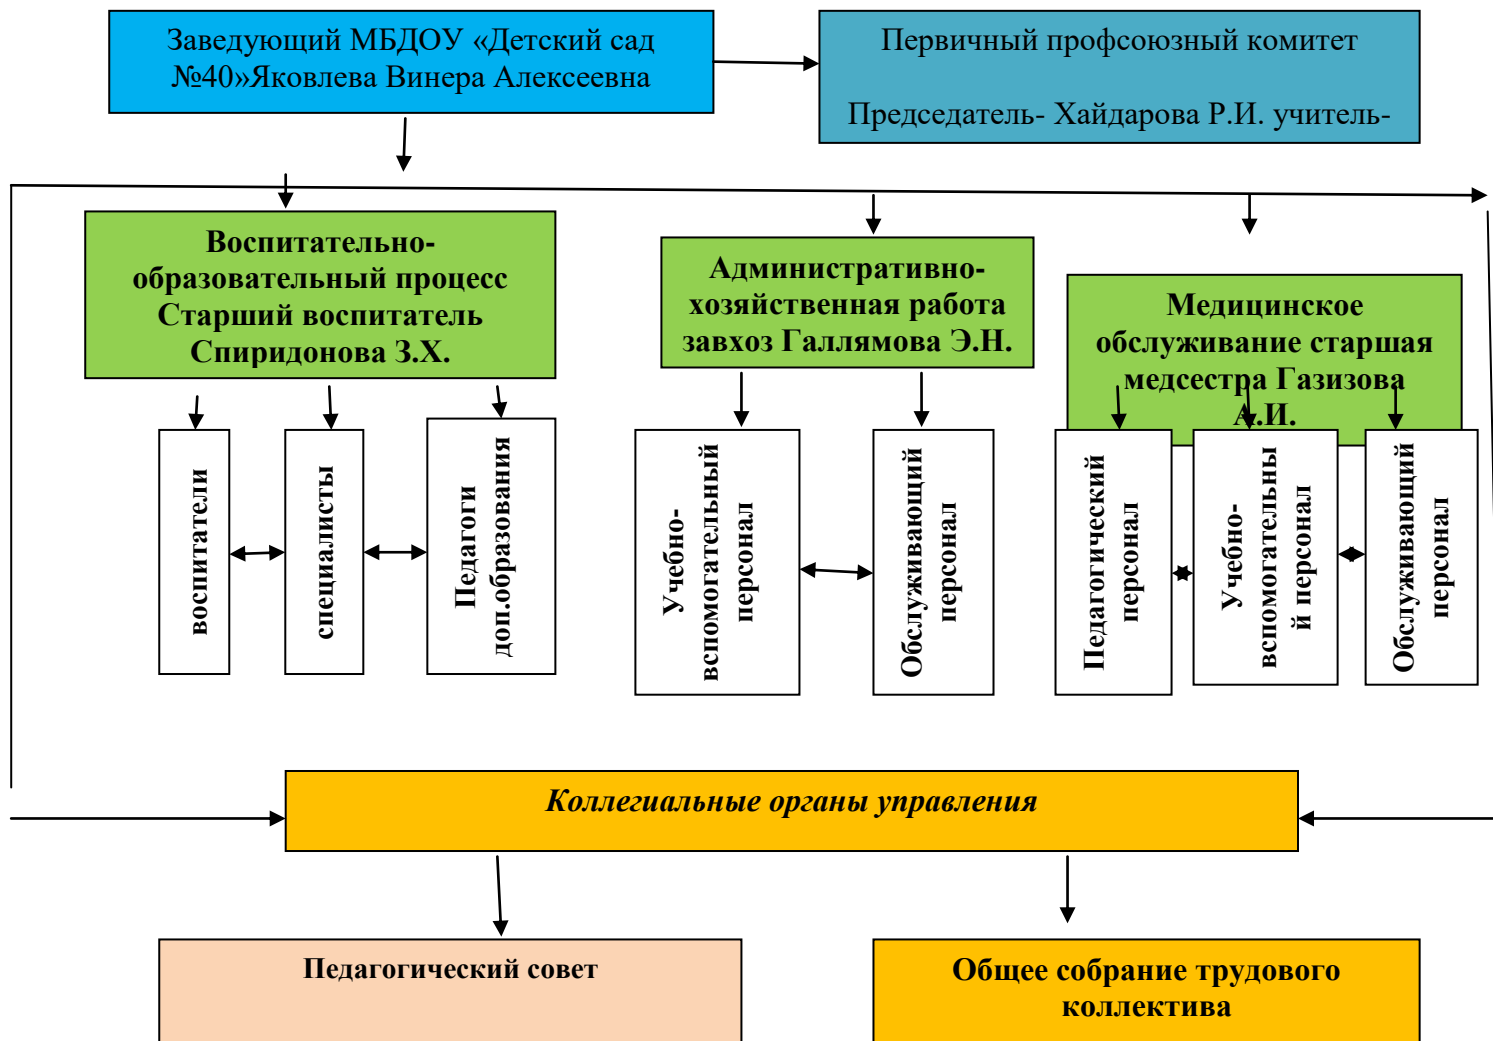 Заведующий МБДОУ «Детский сад
№40»Яковлева Винера Алексеевна
Первичный профсоюзный комитет
Председатель- Хайдарова Р.И. учитель-
Воспитательно-
образовательный процесс
Старший воспитатель
Спиридонова З.Х.
Административно-
хозяйственная работа
завхоз Галлямова Э.Н.
Медицинское
обслуживание старшая
медсестра Газизова
А.И.
воспитатели
специалисты
Педагоги
доп.образования
Учебно-
вспомогательный
персонал
Обслуживающий
персонал
Педагогический
персонал
Учебно-
вспомогательны
й персонал
Обслуживающий
персонал
Коллегиальные органы управления
Педагогический совет
Общее собрание трудового
коллектива